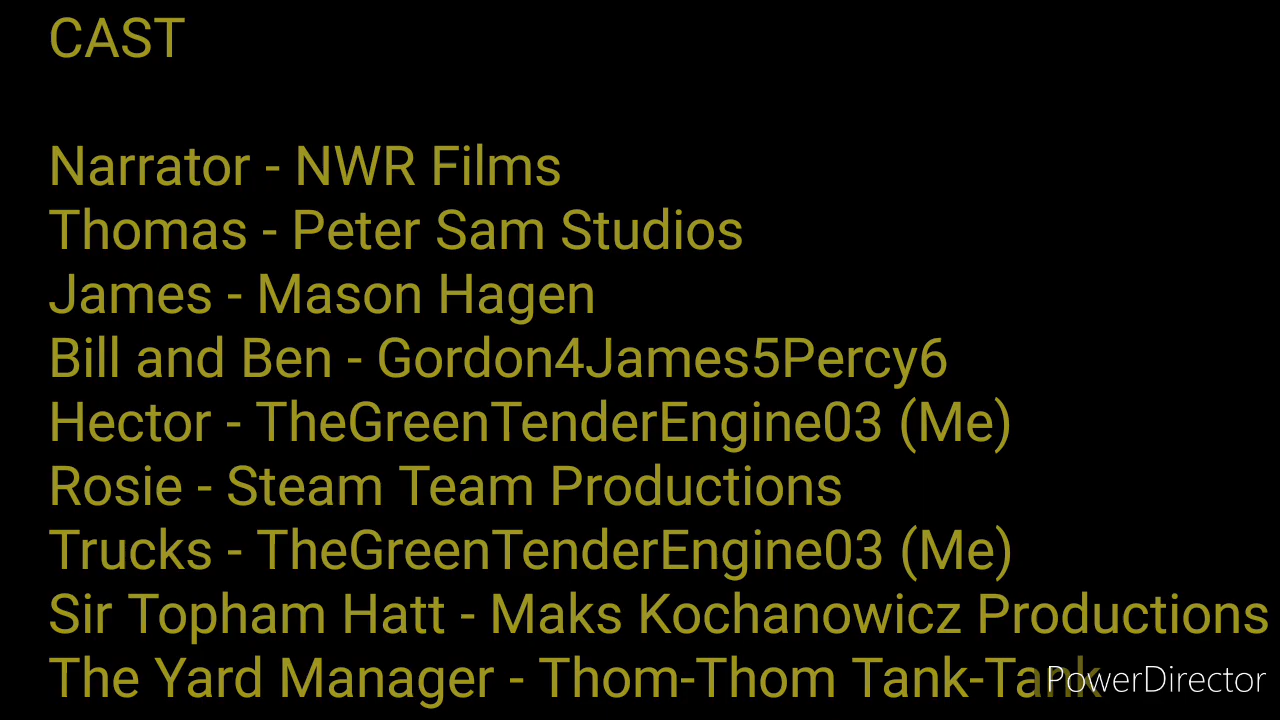 CAST
Narrator - NWR Films
Thomas - Peter Sam Studios
James - Mason Hagen
Bill and Ben - Gordon4James5Percy6
Hector - TheGreenTenderEngine03 (Me)
Rosie - Steam Team Productions
Trucks - TheGreenTenderEngine03 (Me)
Sir Topham Hatt - Maks Kochanowicz Productions
The Yard Manager - Thom-Thom Tank-Tank
PowerDirector